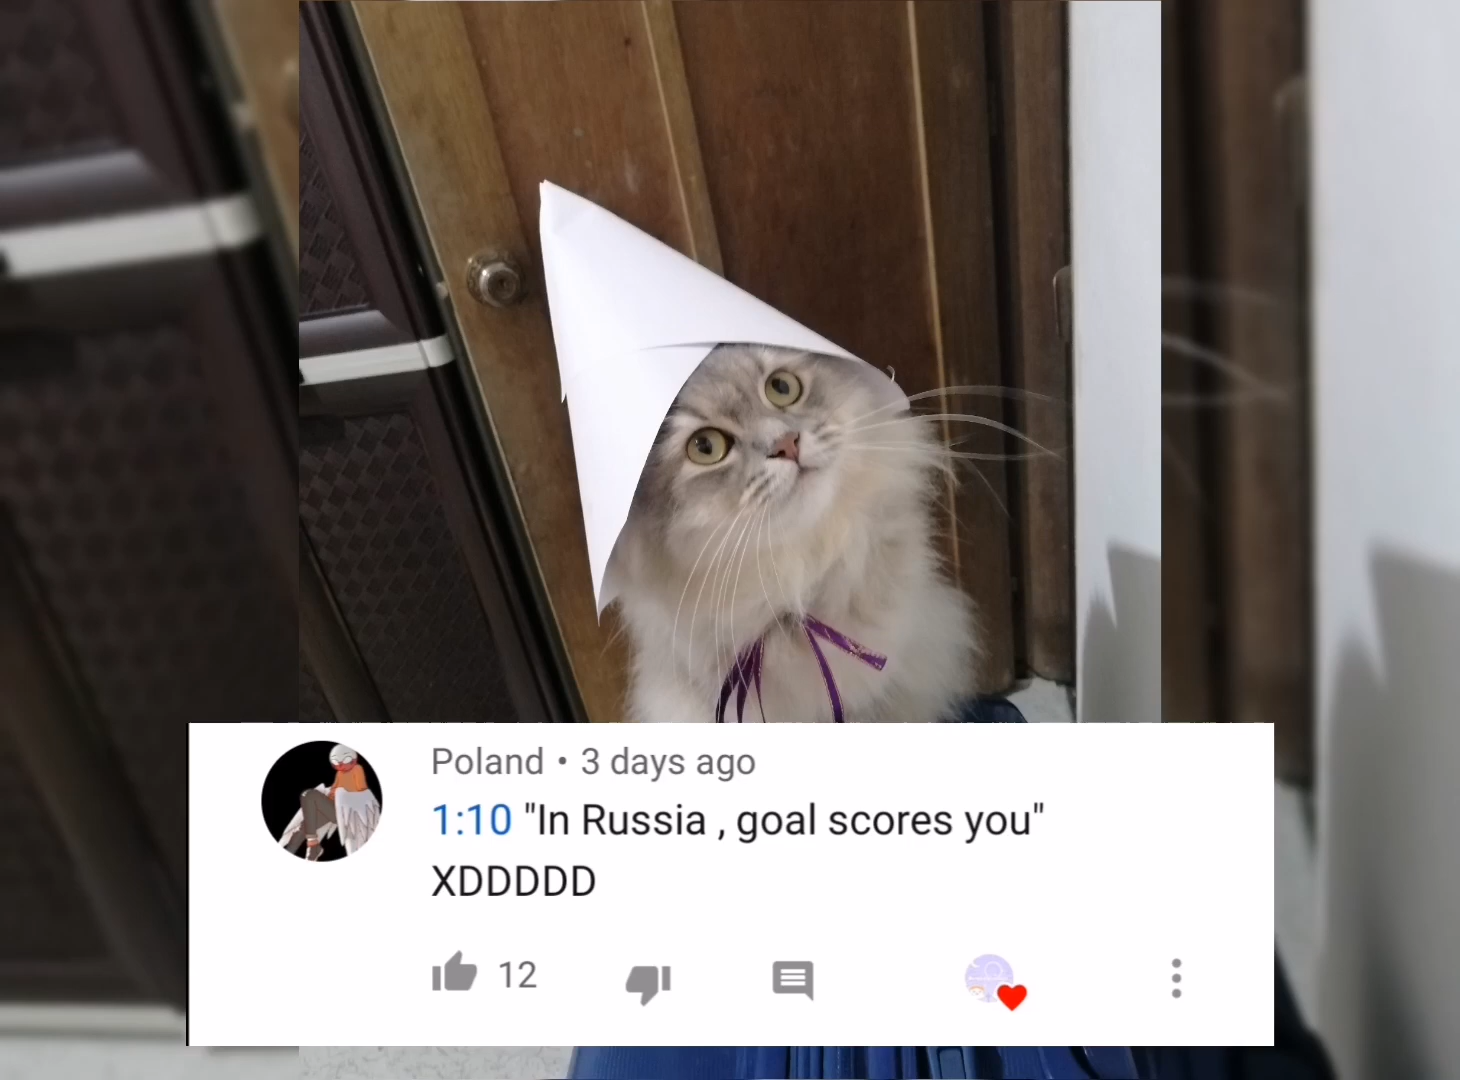 Poland • 3 days ago
1:10 "In Russia , goal scores you"
XDDDDD
12